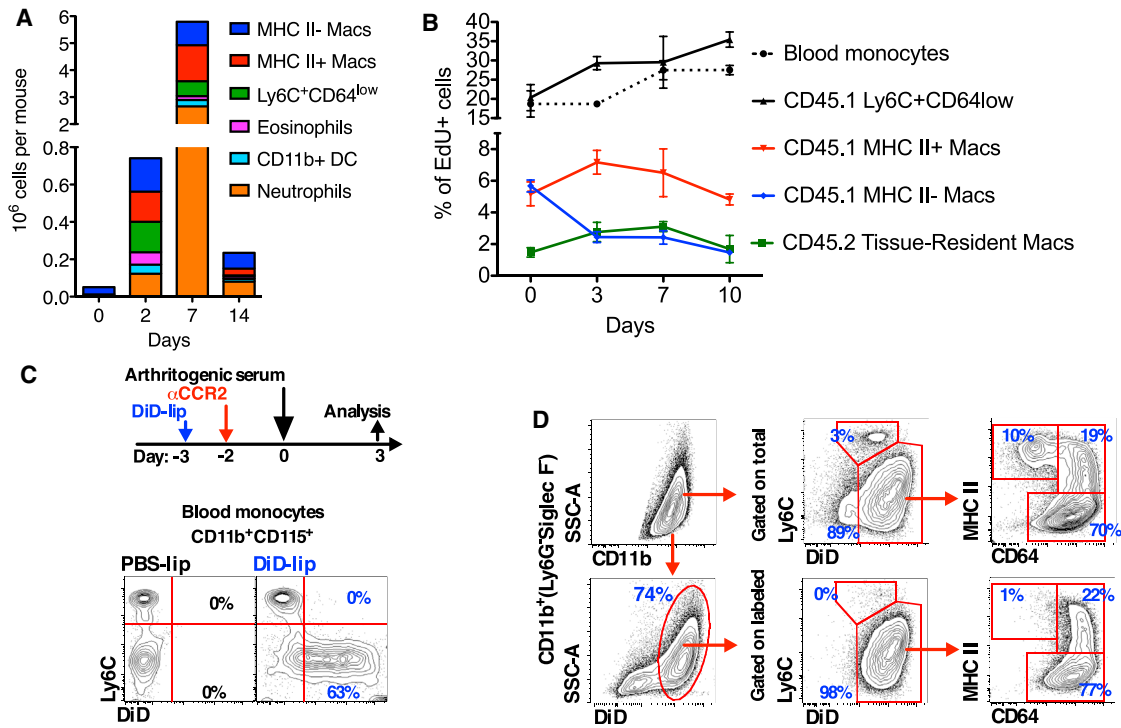 A
10⁶ cells per mouse
6
5
4
3
2
0.8
0.6
0.4
0.2
0.0
0 2 7 14
Days
MHC II- Macs
MHC II+ Macs
Ly6C⁺CD64ˡᵒʷ
Eosinophils
CD11b+ DC
Neutrophils
B
% of EdU+ cells
40
35
30
25
20
15
8
6
4
2
0
0 3 7 10
Days
Blood monocytes
CD45.1 Ly6C+CD64low
CD45.1 MHC II+ Macs
CD45.1 MHC II- Macs
CD45.2 Tissue-Resident Macs
C
Arthritogenic serum
αCCR2
DiD-lip
Analysis
Day: -3 -2 0 3
Blood monocytes
CD11b⁺CD115⁺
PBS-lip DiD-lip
0% 0%
0% 63%
Ly6C
DiD
D
CD11b⁺(Ly6G⁻Siglec F)
SSC-A
CD11b
Gated on total
Ly6C
3%
89%
DiD
MHC II
10% 19%
70%
CD64
74%
SSC-A
DiD
Gated on labeled
Ly6C
0%
98%
DiD
MHC II
1% 22%
77%
CD64